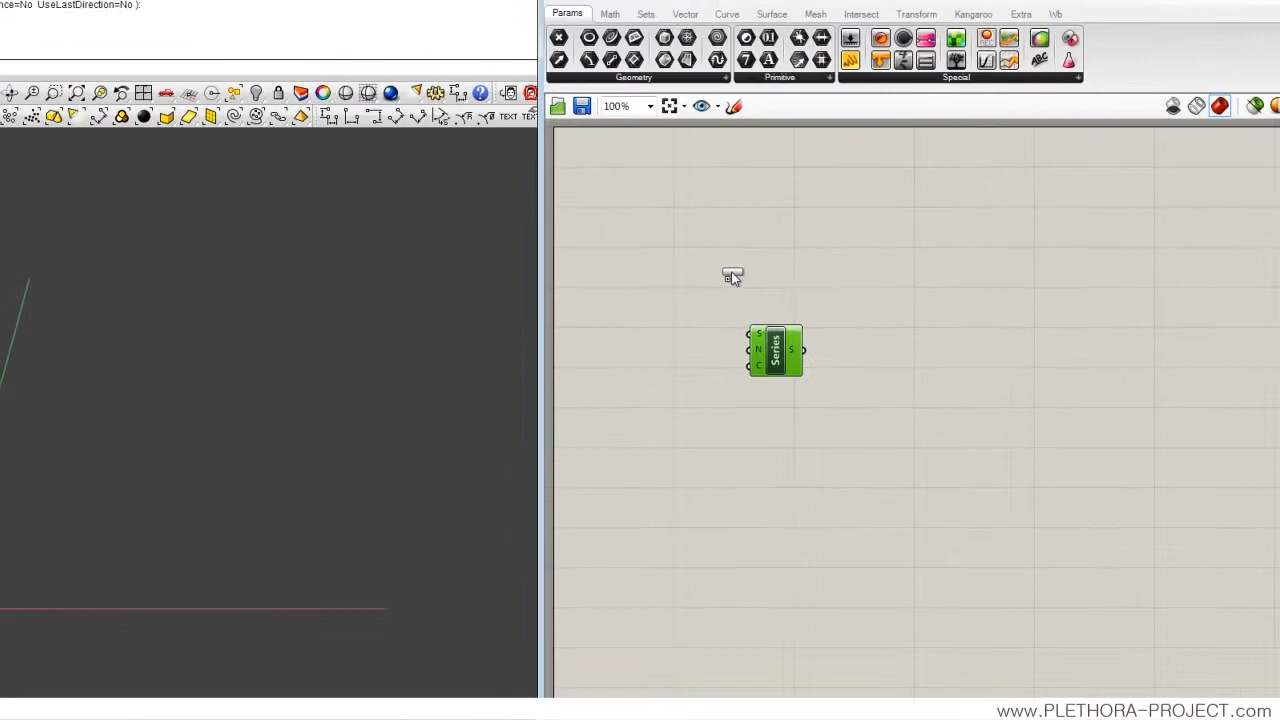 nce=No UseLastDirection=No ):
Params Math Sets Vector Curve Surface Mesh Intersect Transform Kangaroo Extra Wb
Geometry Primitive Special
100%
TEXT
S
N
C
Series
S
www.PLETHORA-PROJECT.com